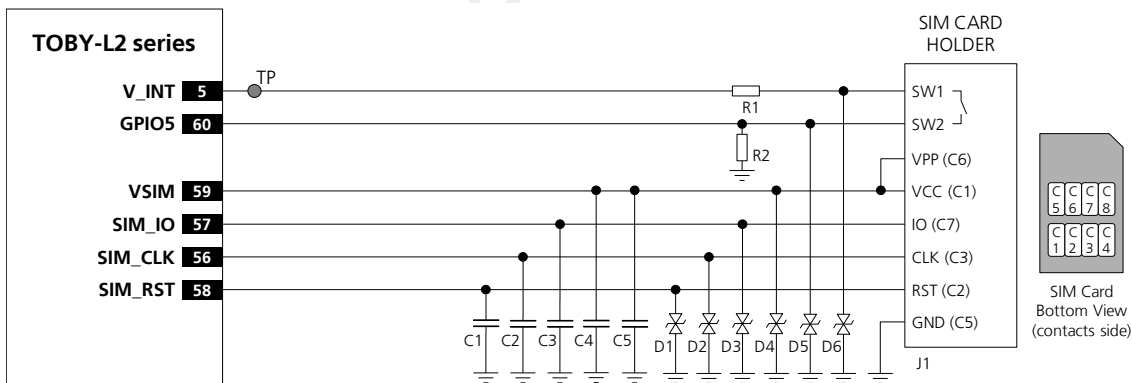 SIM CARD
HOLDER
TOBY-L2 series
TP
V_INT 5
R1
SW1
GPIO5 60
SW2
R2
VPP (C6)
VSIM 59
VCC (C1)
C5 C6 C7 C8
SIM_IO 57
IO (C7)
C1 C2 C3 C4
SIM_CLK 56
CLK (C3)
SIM_RST 58
RST (C2)
SIM Card
Bottom View
(contacts side)
GND (C5)
C1 C2 C3 C4 C5 D1 D2 D3 D4 D5 D6
J1